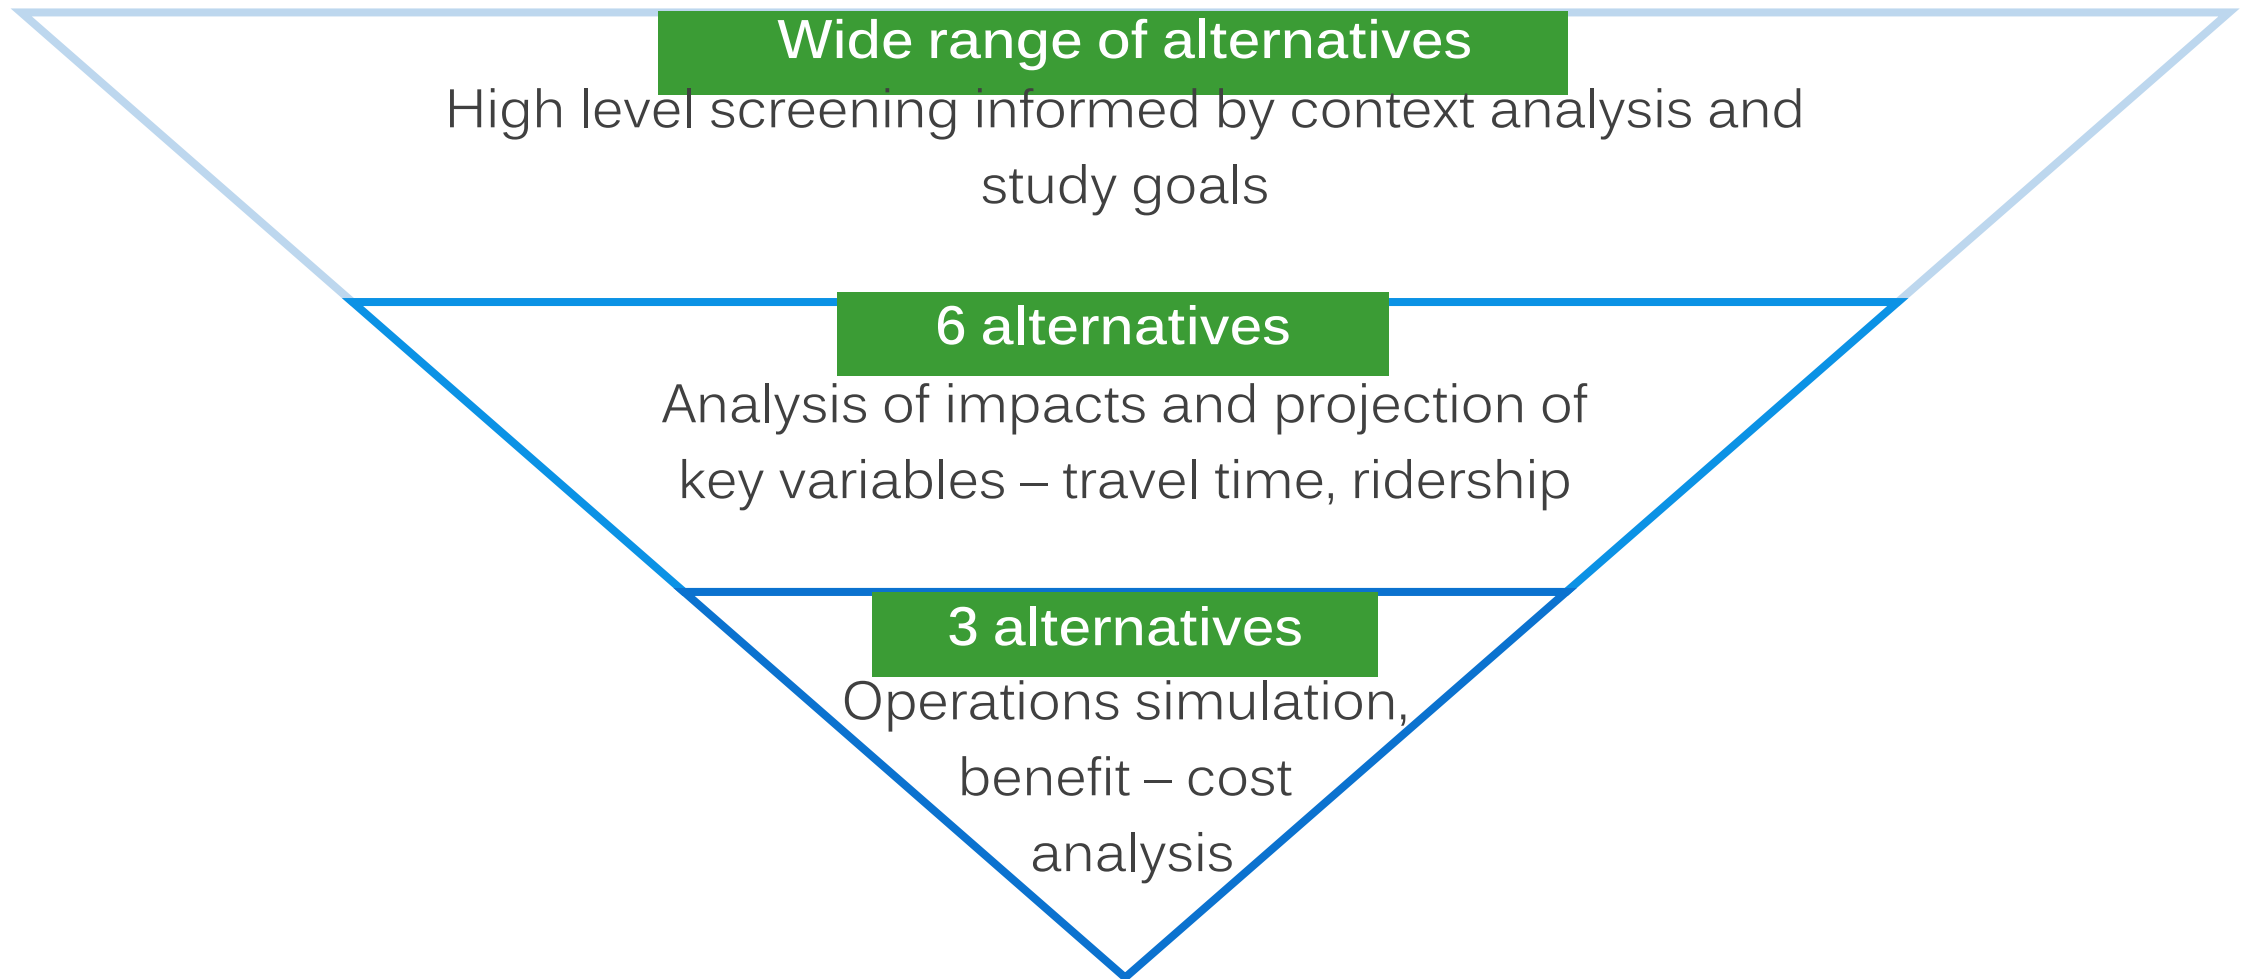 Wide range of alternatives
High level screening informed by context analysis and
study goals
6 alternatives
Analysis of impacts and projection of
key variables – travel time, ridership
3 alternatives
Operations simulation,
benefit – cost
analysis